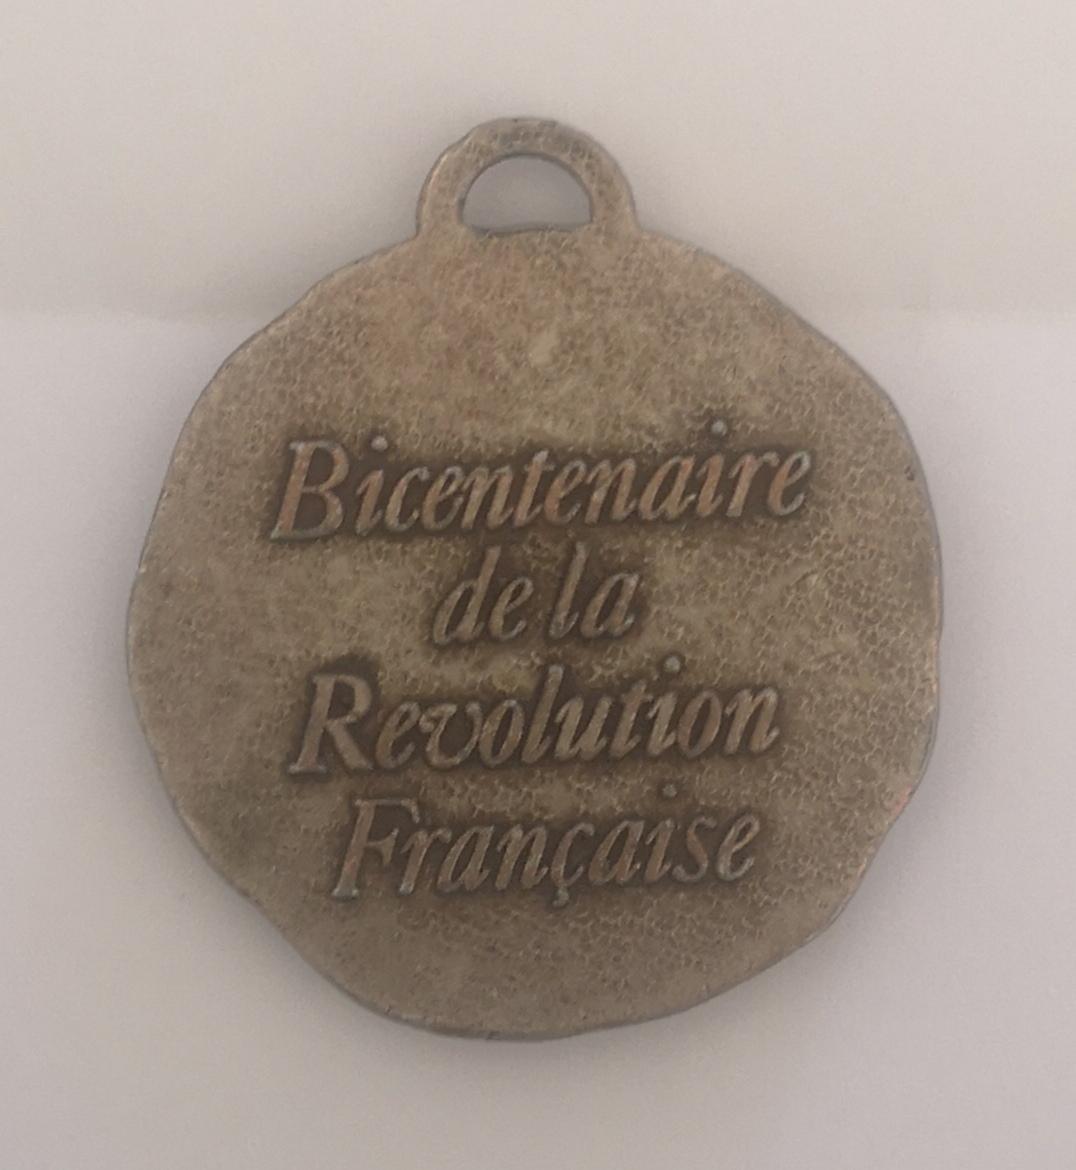 Bicentenaire
de la
Revolution
Française